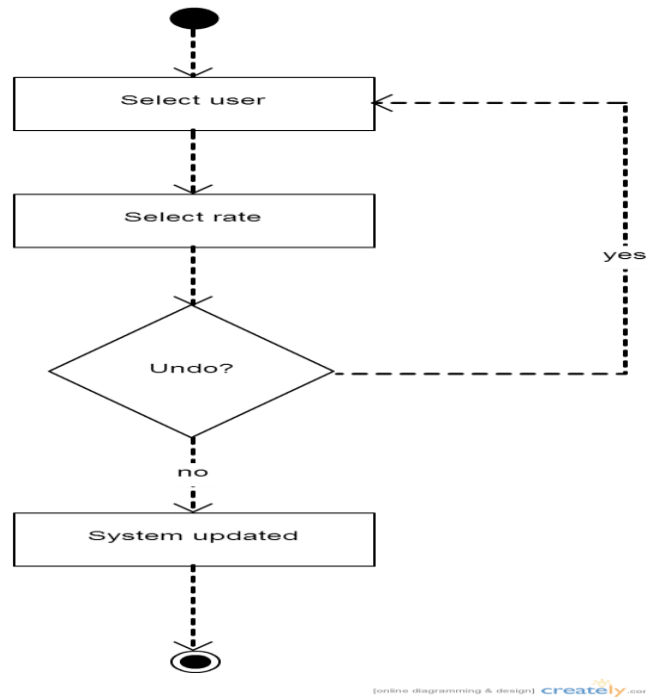 Select user
Select rate
yes
Undo?
no
System updated
[online diagramming & design] creately.com